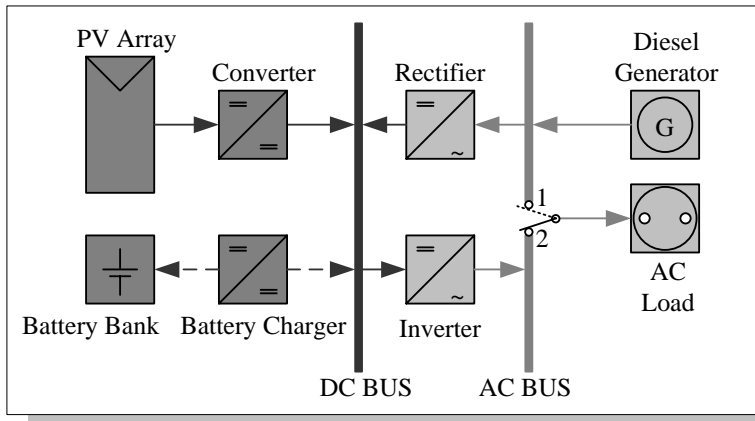 PV Array
Converter
Rectifier
Diesel
Generator
G
~
1
2
~
Battery Bank
Battery Charger
Inverter
AC
Load
DC BUS
AC BUS